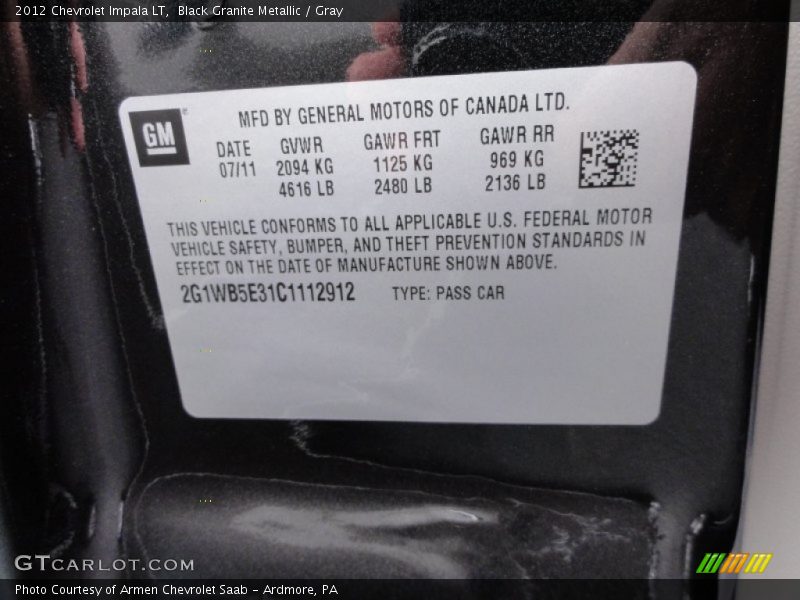 2012 Chevrolet Impala LT, Black Granite Metallic / Gray
GM
MFD BY GENERAL MOTORS OF CANADA LTD.
DATE GVWR GAWR FRT GAWR RR
07/11 2094 KG 1125 KG 969 KG
4616 LB 2480 LB 2136 LB
THIS VEHICLE CONFORMS TO ALL APPLICABLE U.S. FEDERAL MOTOR
VEHICLE SAFETY, BUMPER, AND THEFT PREVENTION STANDARDS IN
EFFECT ON THE DATE OF MANUFACTURE SHOWN ABOVE.
2G1WB5E31C1112912 TYPE: PASS CAR
GTCARLOT.COM
Photo Courtesy of Armen Chevrolet Saab - Ardmore, PA